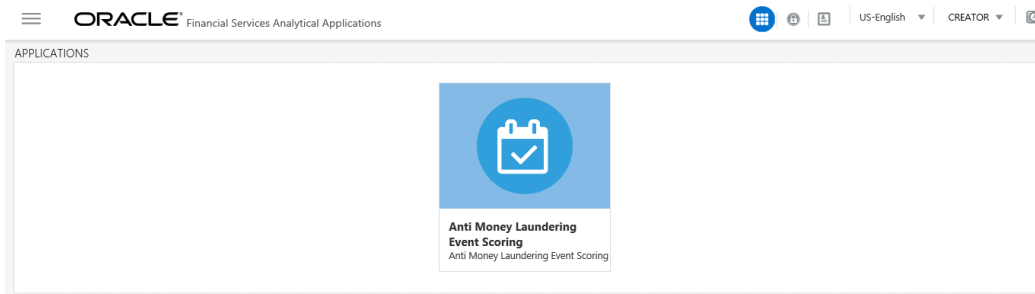 ORACLE Financial Services Analytical Applications US-English CREATOR
APPLICATIONS
Anti Money Laundering
Event Scoring
Anti Money Laundering Event Scoring